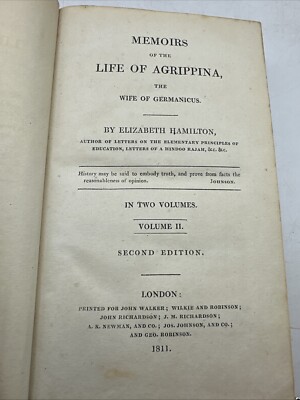 MEMOIRS
OF THE
LIFE OF AGRIPPINA,
THE
WIFE OF GERMANICUS.
BY ELIZABETH HAMILTON,
AUTHOR OF LETTERS ON THE ELEMENTARY PRINCIPLES OF
EDUCATION, LETTERS OF A HINDOO RAJAH, &c. &c.
History may be said to embody truth, and prove from facts the
reasonableness of opinion. JOHNSON.
IN TWO VOLUMES.
VOLUME II.
SECOND EDITION.
LONDON:
PRINTED FOR JOHN WALKER; WILKIE AND ROBINSON;
JOHN RICHARDSON; J. M. RICHARDSON;
A. K. NEWMAN, AND CO.; JOS. JOHNSON, AND CO.;
AND GEO. ROBINSON.
1811.